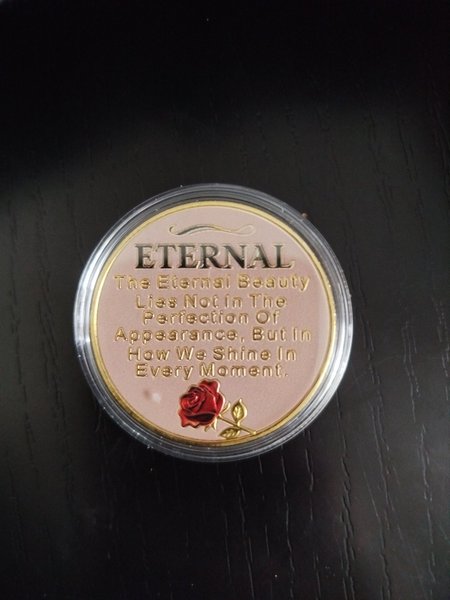 ETERNAL
The Eternal Beauty
Lies Not In The
Perfection Of
Appearance, But In
How We Shine In
Every Moment.